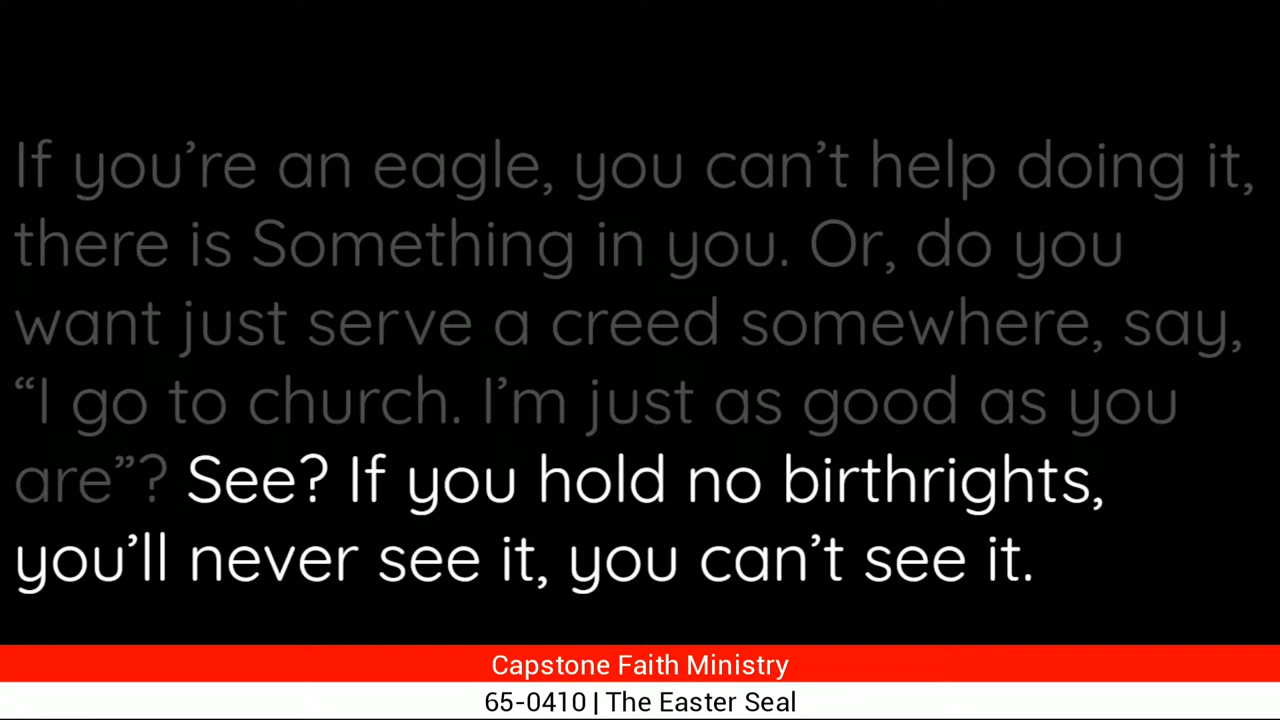 If you’re an eagle, you can’t help doing it,
there is Something in you. Or, do you
want just serve a creed somewhere, say,
“I go to church. I’m just as good as you
are”? See? If you hold no birthrights,
you’ll never see it, you can’t see it.
Capstone Faith Ministry
65-0410 | The Easter Seal